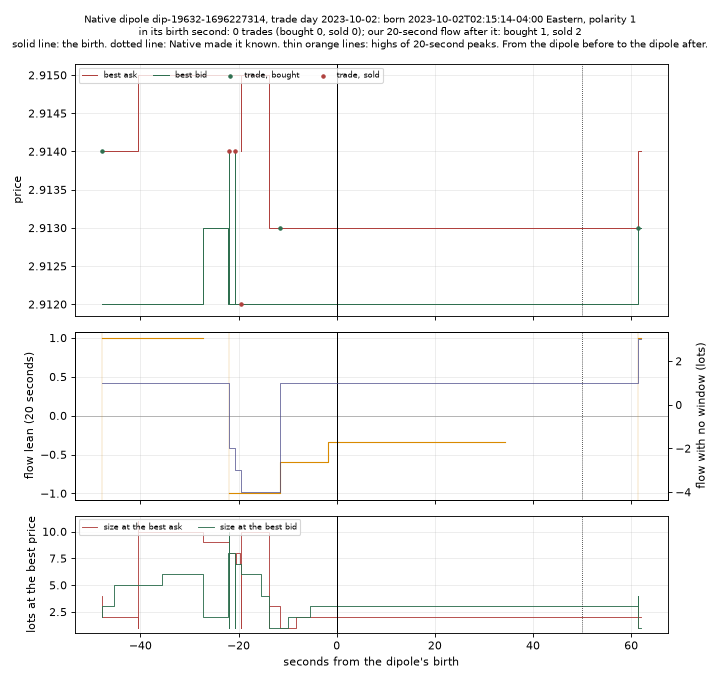 Native dipole dip-19632-1696227314, trade day 2023-10-02: born 2023-10-02T02:15:14-04:00 Eastern, polarity 1
in its birth second: 0 trades (bought 0, sold 0); our 20-second flow after it: bought 1, sold 2
solid line: the birth. dotted line: Native made it known. thin orange lines: highs of 20-second peaks. From the dipole before to the dipole after.
best ask best bid trade, bought trade, sold
2.9150
2.9145
2.9140
2.9135
2.9130
2.9125
2.9120
price
1.0
0.5
0.0
−0.5
−1.0
flow lean (20 seconds)
2
0
−2
−4
flow with no window (lots)
size at the best ask size at the best bid
10.0
7.5
5.0
2.5
lots at the best price
−40 −20 0 20 40 60
seconds from the dipole's birth